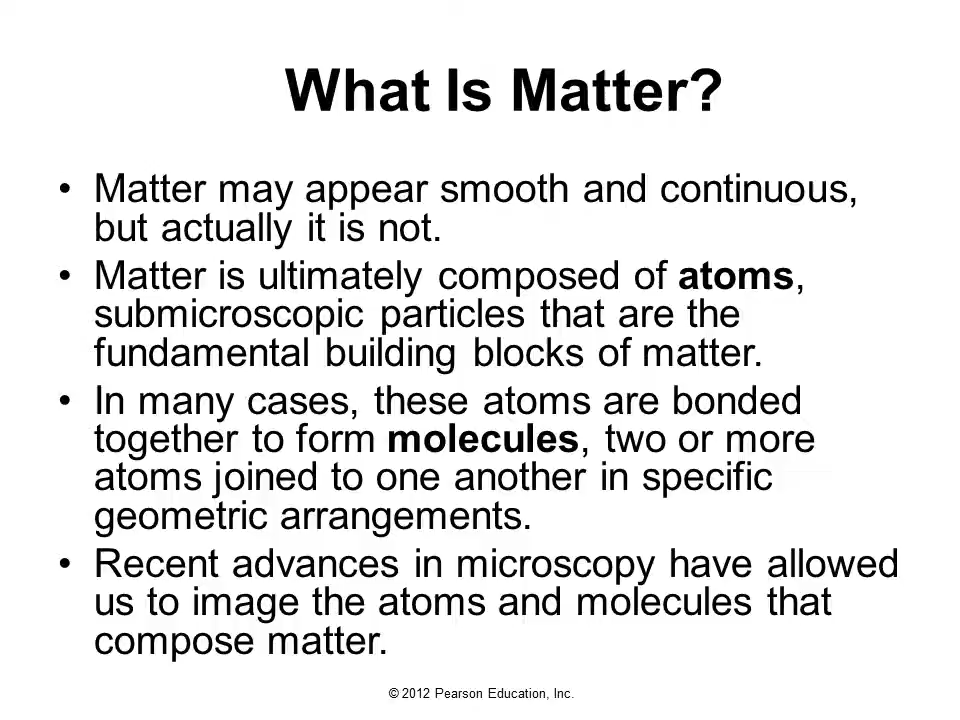 What Is Matter?
• Matter may appear smooth and continuous,
but actually it is not.
• Matter is ultimately composed of atoms,
submicroscopic particles that are the
fundamental building blocks of matter.
• In many cases, these atoms are bonded
together to form molecules, two or more
atoms joined to one another in specific
geometric arrangements.
• Recent advances in microscopy have allowed
us to image the atoms and molecules that
compose matter.
© 2012 Pearson Education, Inc.